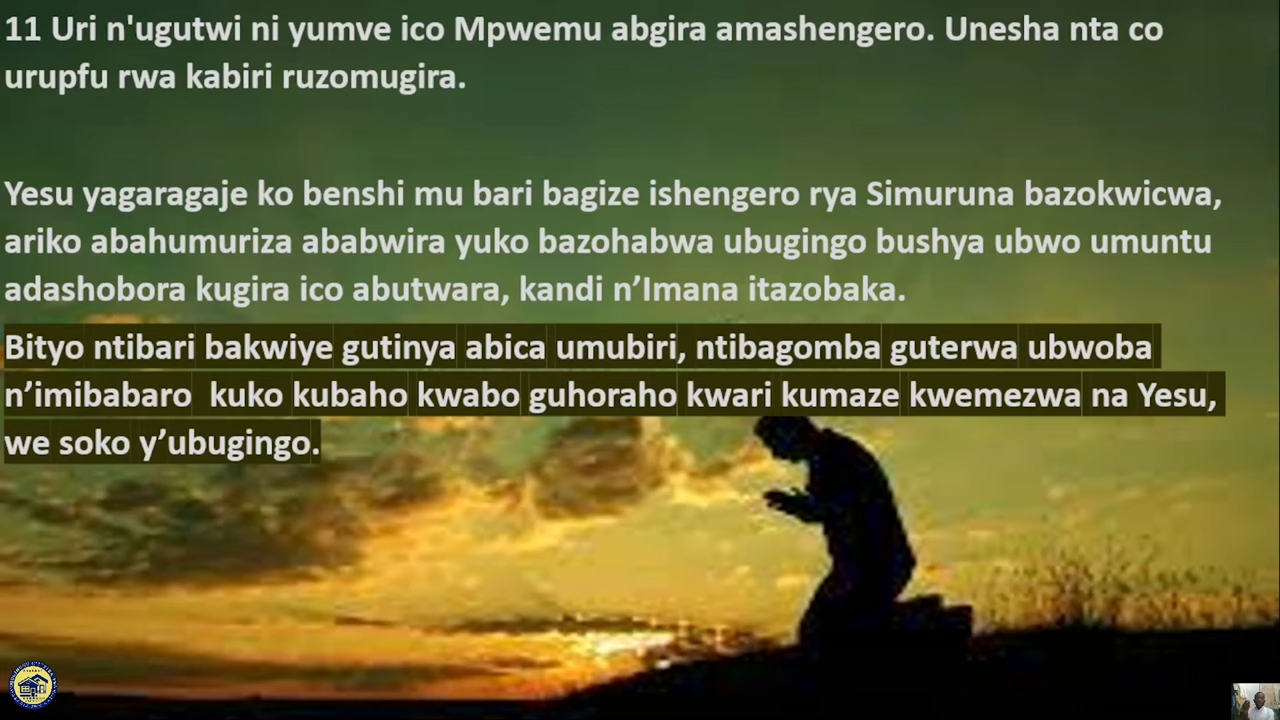 11 Uri n'ugutwi ni yumve ico Mpwemu abgira amashengero. Unesha nta co
urupfu rwa kabiri ruzomugira.
Yesu yagaragaje ko benshi mu bari bagize ishengero rya Simuruna bazokwicwa,
ariko abahumuriza ababwira yuko bazohabwa ubugingo bushya ubwo umuntu
adashobora kugira ico abutwara, kandi n’Imana itazobaka.
Bityo ntibari bakwiye gutinya abica umubiri, ntibagomba guterwa ubwoba
n’imibabaro  kuko kubaho kwabo guhoraho kwari kumaze kwemezwa na Yesu,
we soko y’ubugingo.